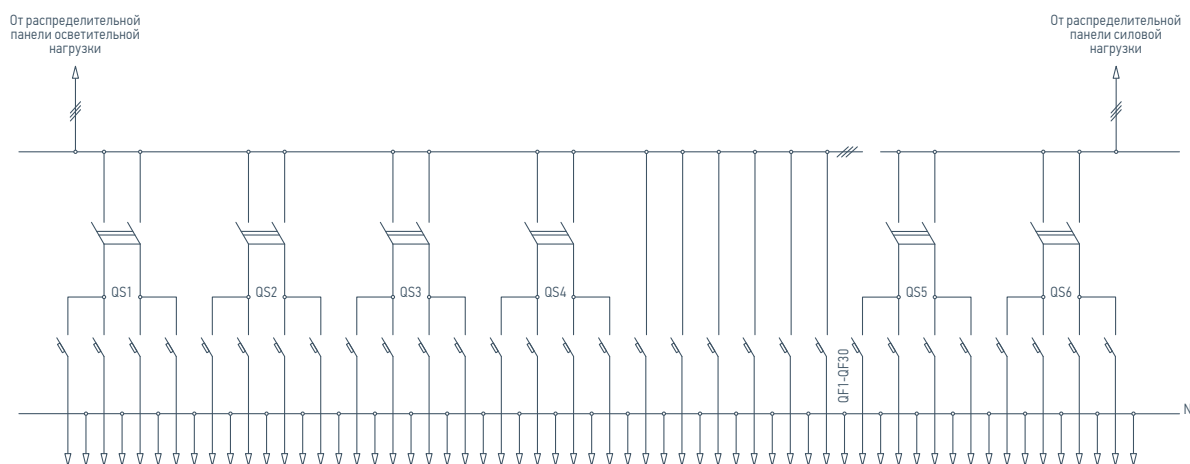 От распределительной
панели осветительной
нагрузки
От распределительной
панели силовой
нагрузки
QS1
QS2
QS3
QS4
QS5
QS6
QF1-QF30
N